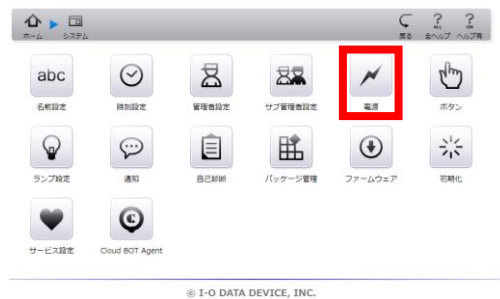 ホーム システム 戻る 全ヘルプ ヘルプ有
abc
名前設定 時刻設定 管理者設定 サブ管理者設定 電源 ボタン
ランプ設定 通知 自己診断 パッケージ管理 ファームウェア 初期化
サービス設定 Cloud BOT Agent
© I-O DATA DEVICE, INC.